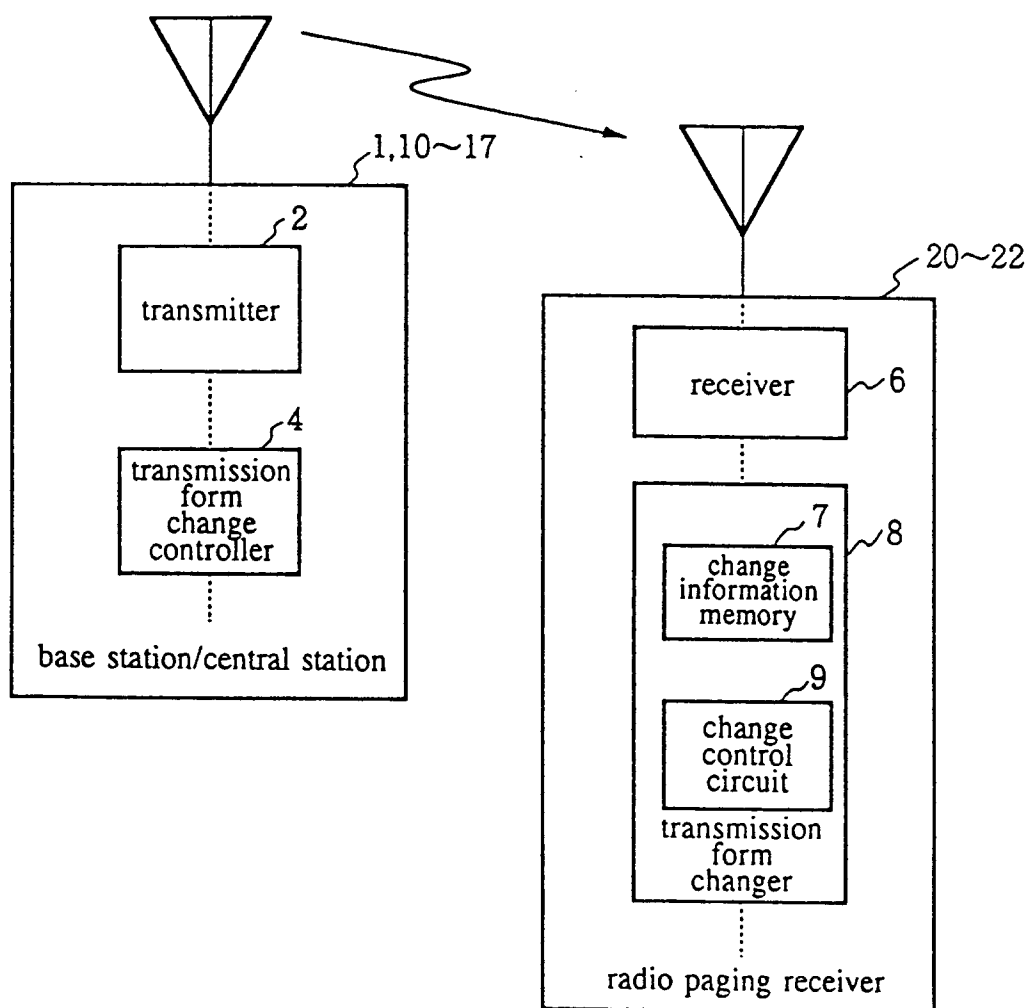 1,10~17
2
transmitter
4
transmission
form
change
controller
base station/central station
20~22
receiver
6
7
8
change
information
memory
9
change
control
circuit
transmission
form
changer
radio paging receiver